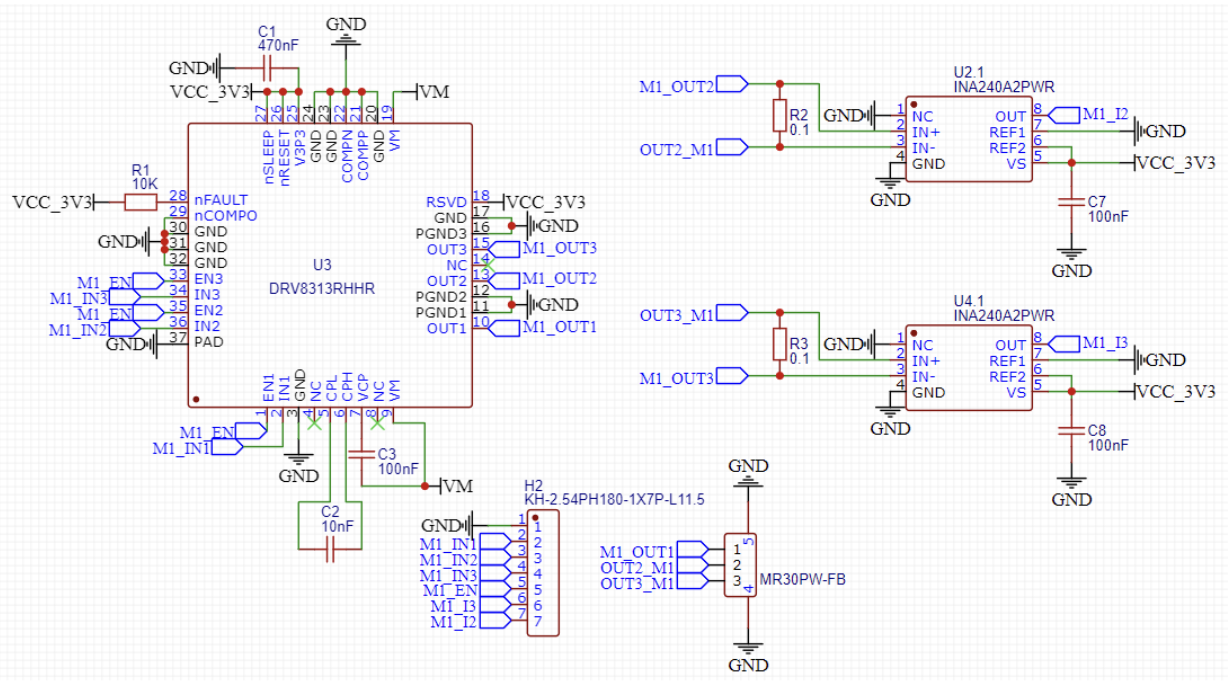 GND
C1
470nF
GND
VCC_3V3
VM
27
26
25
24
23
22
21
20
19
nSLEEP
nRESET
V3P3
GND
GND
COMPN
COMPP
GND
VM
R1
10K
VCC_3V3
28 nFAULT
29 nCOMPO
30 GND
31 GND
32 GND
33 EN3
34 IN3
35 EN2
36 IN2
37 PAD
GND
M1_EN
M1_IN3
M1_EN
M1_IN2
GND
U3
DRV8313RHHR
RSVD 18
GND 17
PGND3 16
OUT3 15
NC 14
OUT2 13
PGND2 12
PGND1 11
OUT1 10
VCC_3V3
GND
M1_OUT3
M1_OUT2
GND
M1_OUT1
EN1
IN1
GND
NC
CPL
CPH
VCP
NC
VM
1
2
3
4
5
6
7
8
9
M1_EN
M1_IN1
GND
C3
100nF
VM
C2
10nF
M1_OUT2
R2
0.1
OUT2_M1
U2.1
INA240A2PWR
GND
1 NC
2 IN+
3 IN-
4 GND
OUT 8
REF1 7
REF2 6
VS 5
M1_I2
GND
VCC_3V3
GND
C7
100nF
GND
OUT3_M1
R3
0.1
M1_OUT3
U4.1
INA240A2PWR
GND
1 NC
2 IN+
3 IN-
4 GND
OUT 8
REF1 7
REF2 6
VS 5
M1_I3
GND
VCC_3V3
GND
C8
100nF
GND
H2
KH-2.54PH180-1X7P-L11.5
GND 1 1
M1_IN1 2 2
M1_IN2 3 3
M1_IN3 4 4
M1_EN 5 5
M1_I3 6 6
M1_I2 7 7
GND
5
M1_OUT1 1
OUT2_M1 2
OUT3_M1 3
4
MR30PW-FB
GND